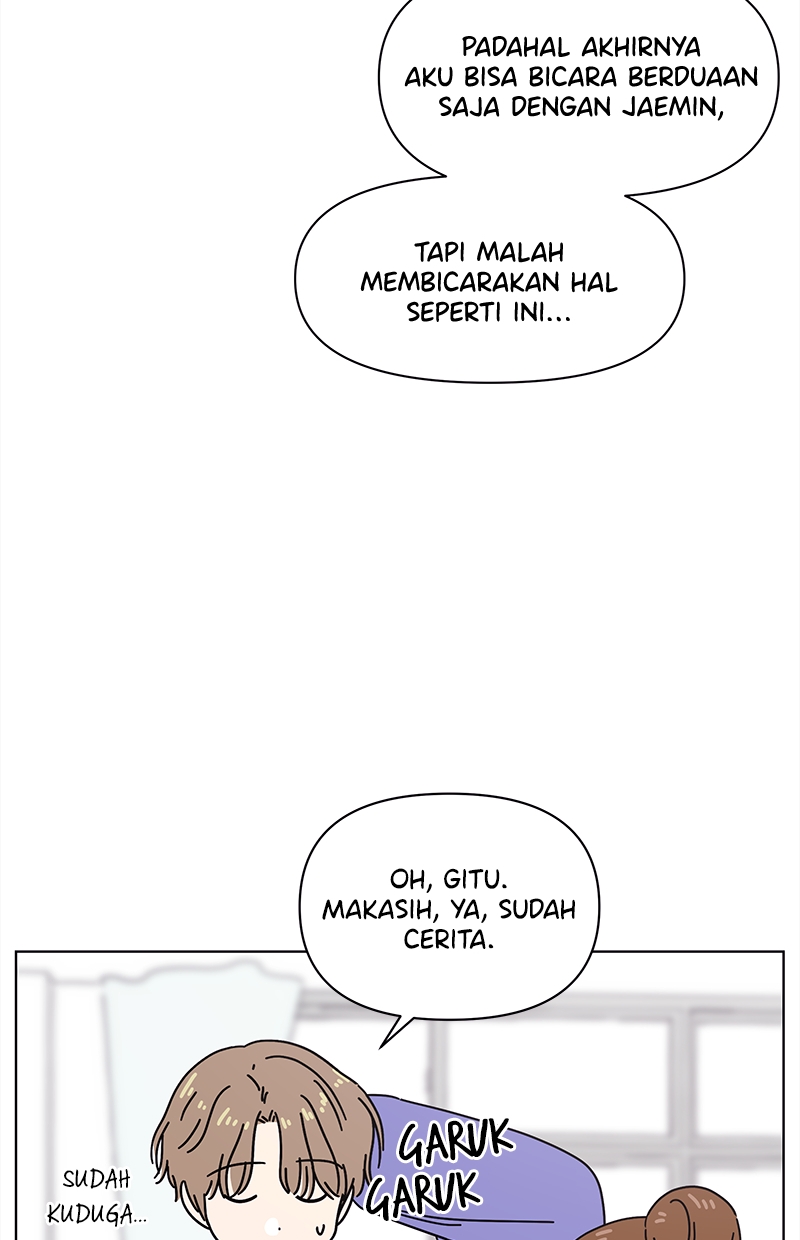 PADAHAL AKHIRNYA
AKU BISA BICARA BERDUAAN
SAJA DENGAN JAEMIN,
TAPI MALAH
MEMBICARAKAN HAL
SEPERTI INI...
OH, GITU.
MAKASIH, YA, SUDAH
CERITA.
GARUK
GARUK
SUDAH
KUDUGA...